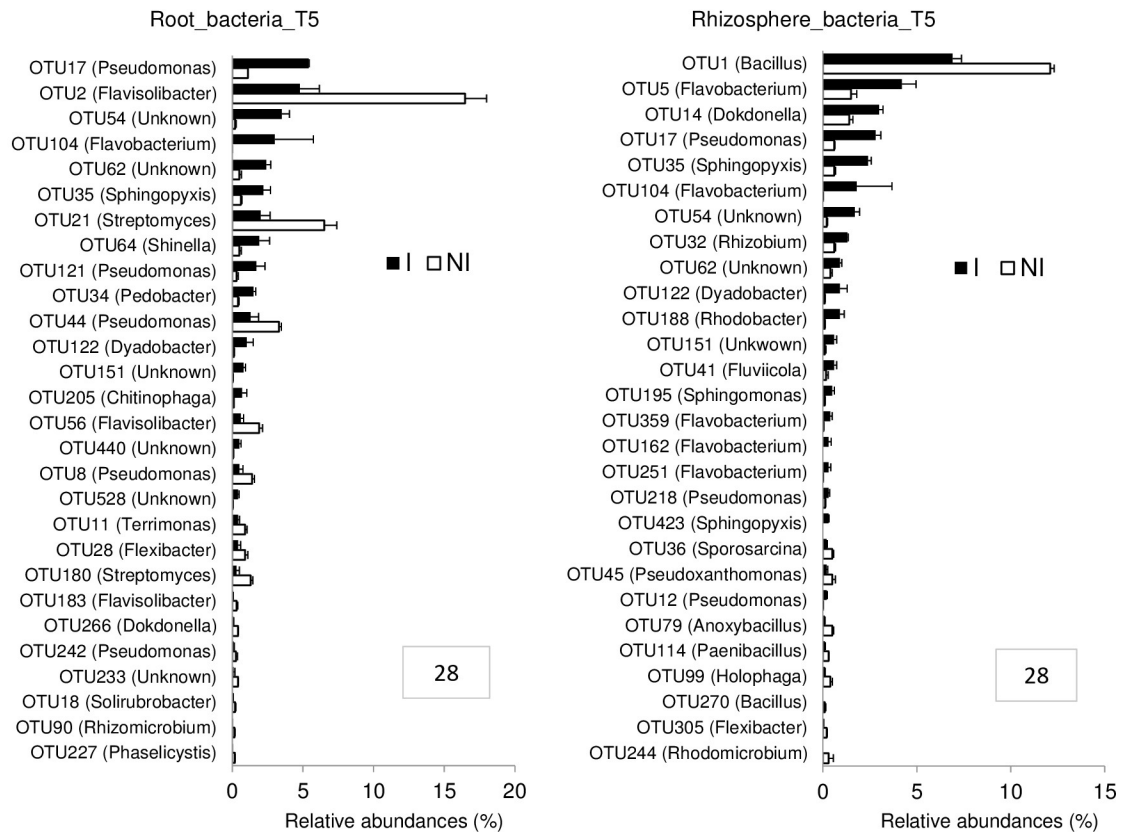 Root_bacteria_T5
OTU17 (Pseudomonas)
OTU2 (Flavisolibacter)
OTU54 (Unknown)
OTU104 (Flavobacterium)
OTU62 (Unknown)
OTU35 (Sphingopyxis)
OTU21 (Streptomyces)
OTU64 (Shinella)
OTU121 (Pseudomonas)
OTU34 (Pedobacter)
OTU44 (Pseudomonas)
OTU122 (Dyadobacter)
OTU151 (Unknown)
OTU205 (Chitinophaga)
OTU56 (Flavisolibacter)
OTU440 (Unknown)
OTU8 (Pseudomonas)
OTU528 (Unknown)
OTU11 (Terrimonas)
OTU28 (Flexibacter)
OTU180 (Streptomyces)
OTU183 (Flavisolibacter)
OTU266 (Dokdonella)
OTU242 (Pseudomonas)
OTU233 (Unknown)
OTU18 (Solirubrobacter)
OTU90 (Rhizomicrobium)
OTU227 (Phaselicystis)
I NI
28
0 5 10 15 20
Relative abundances (%)
Rhizosphere_bacteria_T5
OTU1 (Bacillus)
OTU5 (Flavobacterium)
OTU14 (Dokdonella)
OTU17 (Pseudomonas)
OTU35 (Sphingopyxis)
OTU104 (Flavobacterium)
OTU54 (Unknown)
OTU32 (Rhizobium)
OTU62 (Unknown)
OTU122 (Dyadobacter)
OTU188 (Rhodobacter)
OTU151 (Unkwown)
OTU41 (Fluviicola)
OTU195 (Sphingomonas)
OTU359 (Flavobacterium)
OTU162 (Flavobacterium)
OTU251 (Flavobacterium)
OTU218 (Pseudomonas)
OTU423 (Sphingopyxis)
OTU36 (Sporosarcina)
OTU45 (Pseudoxanthomonas)
OTU12 (Pseudomonas)
OTU79 (Anoxybacillus)
OTU114 (Paenibacillus)
OTU99 (Holophaga)
OTU270 (Bacillus)
OTU305 (Flexibacter)
OTU244 (Rhodomicrobium)
I NI
28
0 5 10 15
Relative abundances (%)